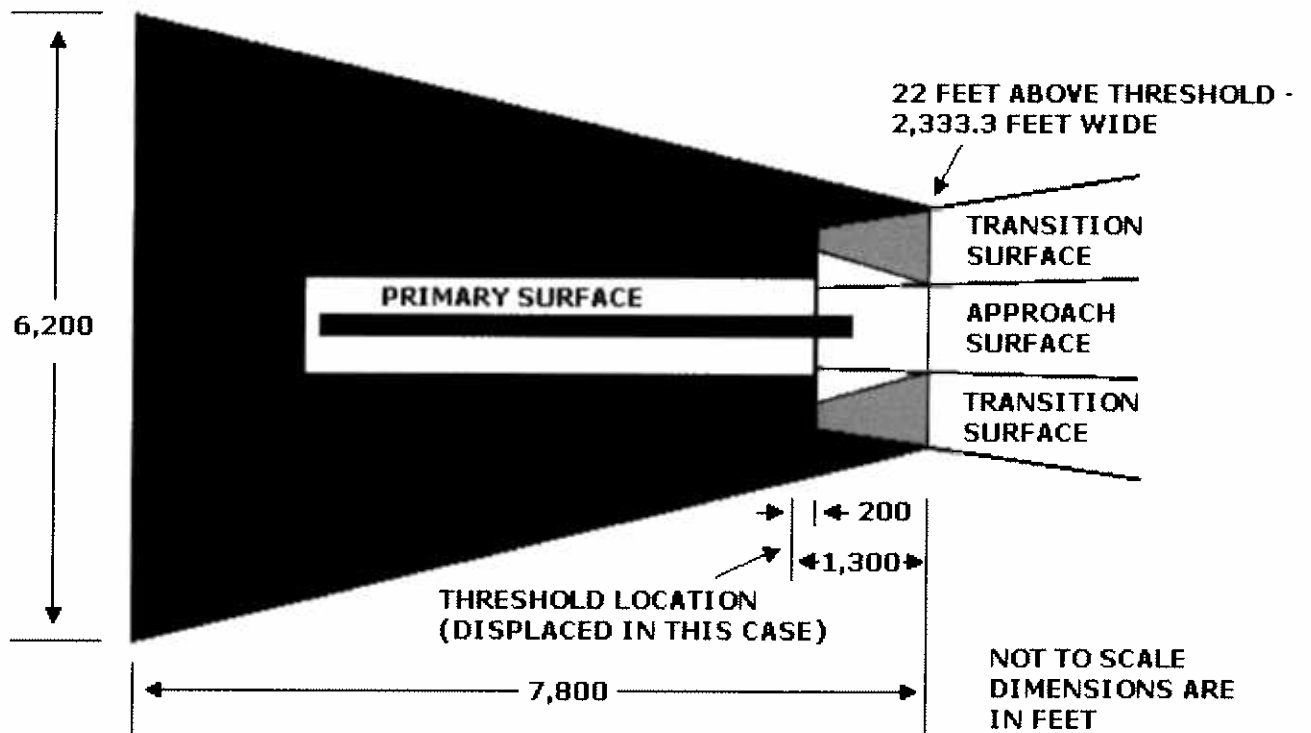 22 FEET ABOVE THRESHOLD -
2,333.3 FEET WIDE
TRANSITION
SURFACE
PRIMARY SURFACE
6,200
APPROACH
SURFACE
TRANSITION
SURFACE
200
1,300
THRESHOLD LOCATION
(DISPLACED IN THIS CASE)
7,800
NOT TO SCALE
DIMENSIONS ARE
IN FEET